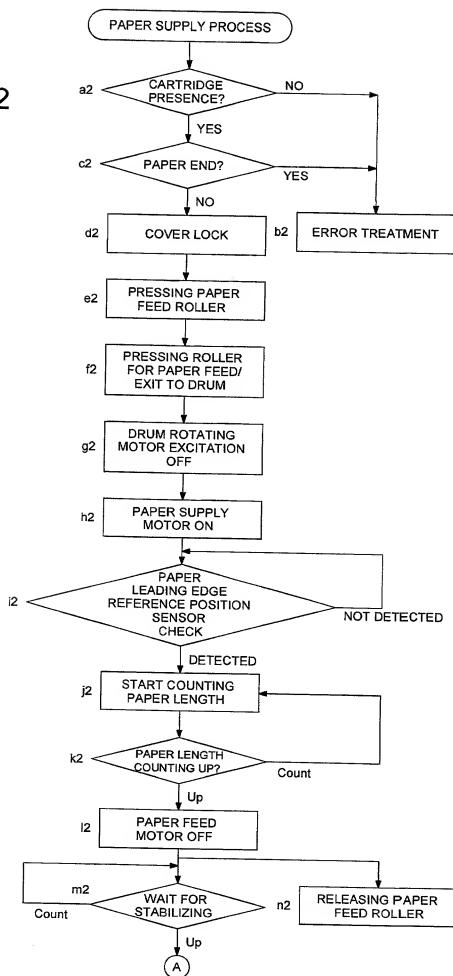 PAPER SUPPLY PROCESS
2
a2
CARTRIDGE
PRESENCE?
NO
YES
c2
PAPER END?
YES
NO
d2
COVER LOCK
b2
ERROR TREATMENT
e2
PRESSING PAPER
FEED ROLLER
f2
PRESSING ROLLER
FOR PAPER FEED/
EXIT TO DRUM
g2
DRUM ROTATING
MOTOR EXCITATION
OFF
h2
PAPER SUPPLY
MOTOR ON
i2
PAPER
LEADING EDGE
REFERENCE POSITION
SENSOR
CHECK
NOT DETECTED
DETECTED
j2
START COUNTING
PAPER LENGTH
k2
PAPER LENGTH
COUNTING UP?
Count
Up
l2
PAPER FEED
MOTOR OFF
m2
WAIT FOR
STABILIZING
Count
n2
RELEASING PAPER
FEED ROLLER
Up
A